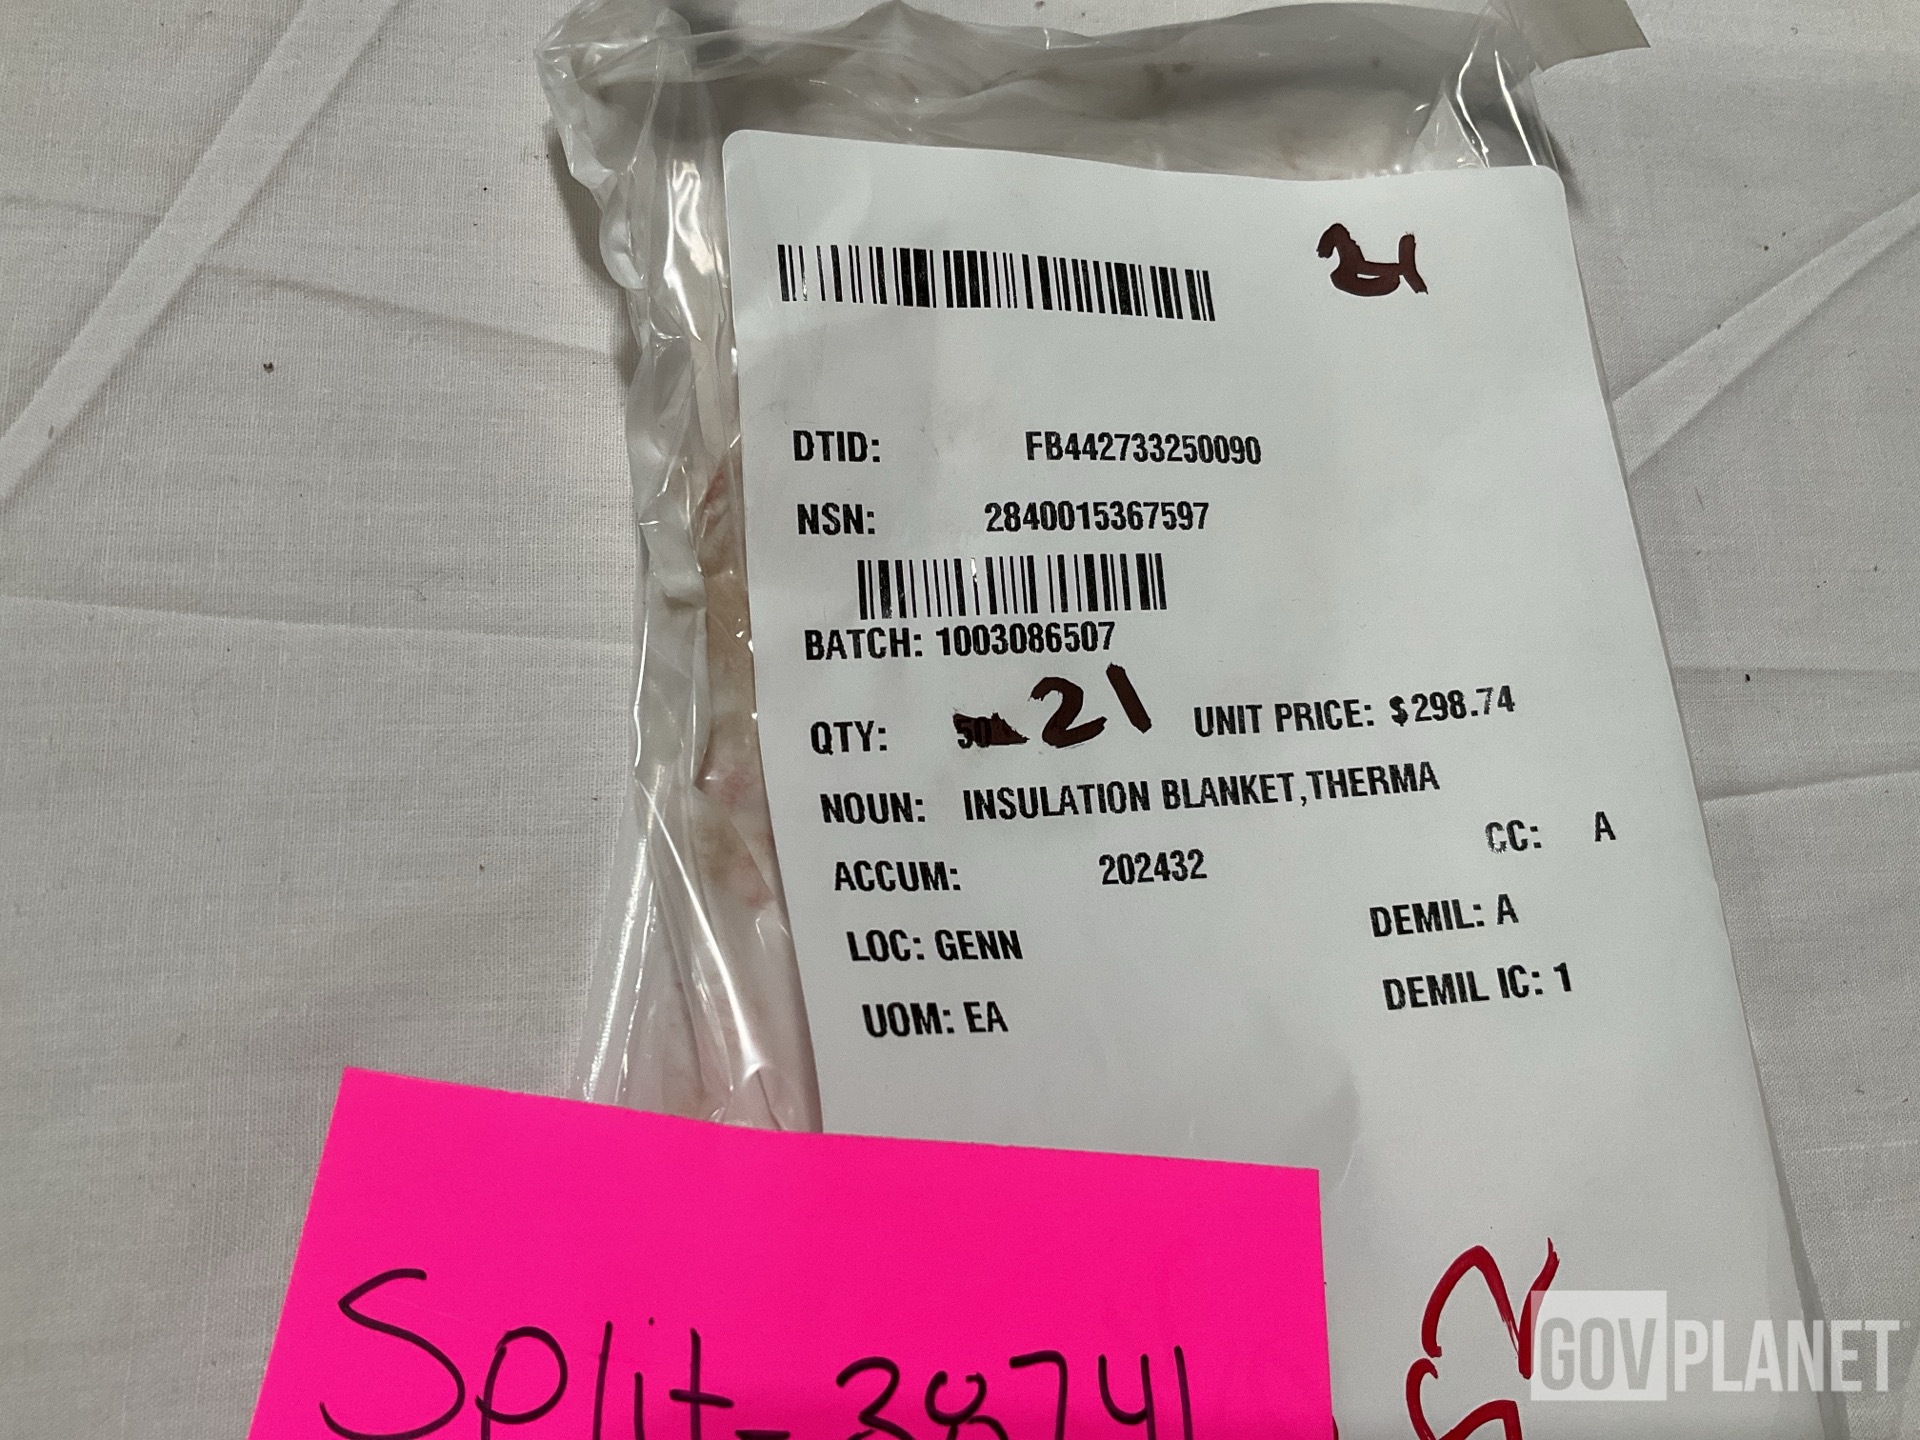 21
DTID: FB442733250090
NSN: 2840015367597
BATCH: 1003086507
QTY: 50 21 UNIT PRICE: $298.74
NOUN: INSULATION BLANKET,THERMA
ACCUM: 202432
CC: A
LOC: GENN
DEMIL: A
UOM: EA
DEMIL IC: 1
Split-38741
GOVPLANET